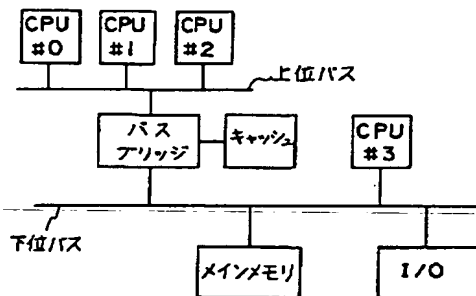 CPU
#0
CPU
#1
CPU
#2
上位バス
バス
ブリッジ
キャッシュ
CPU
#3
下位バス
メインメモリ
I/O